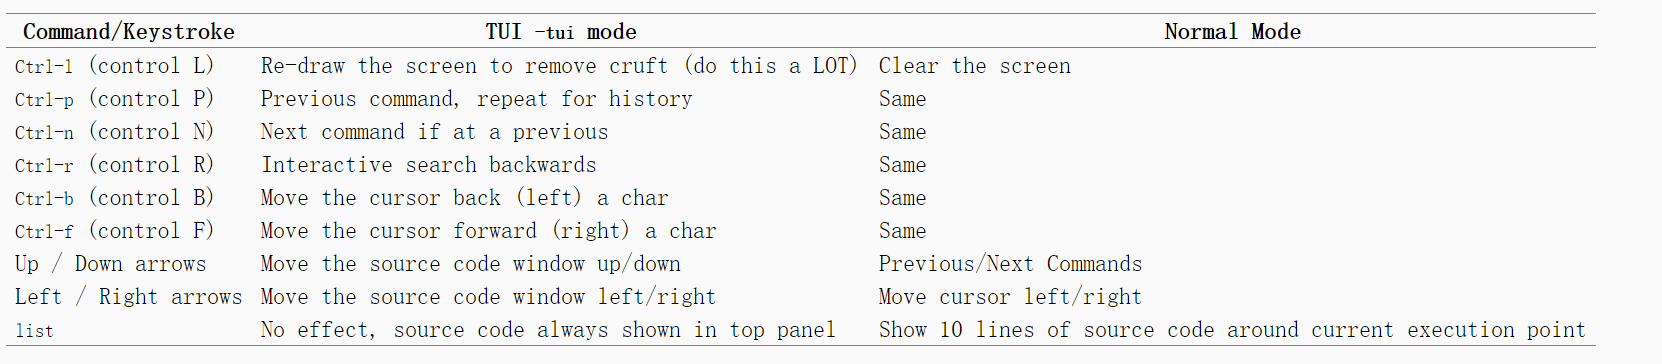 Command/Keystroke TUI -tui mode Normal Mode
Ctrl-l (control L) Re-draw the screen to remove cruft (do this a LOT) Clear the screen
Ctrl-p (control P) Previous command, repeat for history Same
Ctrl-n (control N) Next command if at a previous Same
Ctrl-r (control R) Interactive search backwards Same
Ctrl-b (control B) Move the cursor back (left) a char Same
Ctrl-f (control F) Move the cursor forward (right) a char Same
Up / Down arrows Move the source code window up/down Previous/Next Commands
Left / Right arrows Move the source code window left/right Move cursor left/right
list No effect, source code always shown in top panel Show 10 lines of source code around current execution point